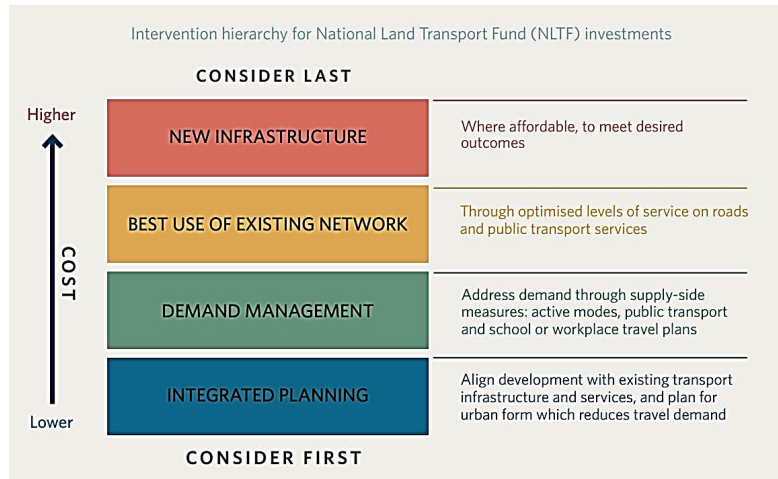 Intervention hierarchy for National Land Transport Fund (NLTF) investments
CONSIDER LAST
Higher
NEW INFRASTRUCTURE
Where affordable, to meet desired
outcomes
BEST USE OF EXISTING NETWORK
Through optimised levels of service on roads
and public transport services
COST
DEMAND MANAGEMENT
Address demand through supply-side
measures: active modes, public transport
and school or workplace travel plans
INTEGRATED PLANNING
Align development with existing transport
infrastructure and services, and plan for
urban form which reduces travel demand
Lower
CONSIDER FIRST